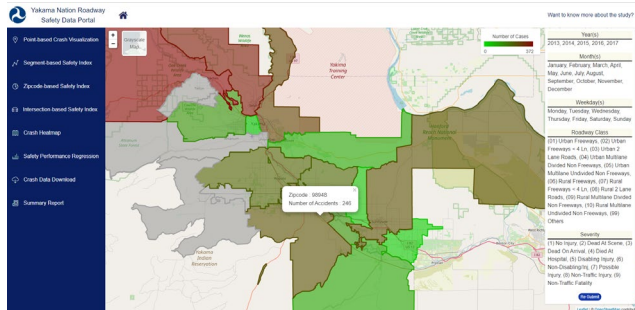 Yakama Nation Roadway
Safety Data Portal
Want to know more about the study?
Point-based Crash Visualization
Segment-based Safety Index
Zipcode-based Safety Index
Intersection-based Safety Index
Crash Heatmap
Safety Performance Regression
Crash Data Download
Summary Report
+
−
Grayscale
Map
Yakima
Training
Center
Number of Cases
0
372
Zipcode : 98948
Number of Accidents : 246
×
Yakama
Indian
Reservation
Year(s)
2013, 2014, 2015, 2016, 2017
Month(s)
January, February, March, April,
May, June, July, August,
September, October, November,
December
Weekday(s)
Monday, Tuesday, Wednesday,
Thursday, Friday, Saturday, Sunday
Roadway Class
(01) Urban Freeways, (02) Urban
Freeways < 4 Ln, (03) Urban 2
Lane Roads, (04) Urban Multilane
Divided Non Freeways, (05) Urban
Multilane Undivided Non Freeways,
(06) Rural Freeways, (07) Rural
Freeways < 4 Ln, (08) Rural 2 Lane
Roads, (09) Rural Multilane Divided
Non Freeways, (10) Rural Multilane
Undivided Non Freeways, (99)
Others
Severity
(1) No Injury, (2) Dead At Scene, (3)
Dead On Arrival, (4) Died At
Hospital, (5) Disabling Injury, (6)
Non-Disabling Inj, (7) Possible
Injury, (8) Non-Traffic Injury, (9)
Non-Traffic Fatality
Re-Submit